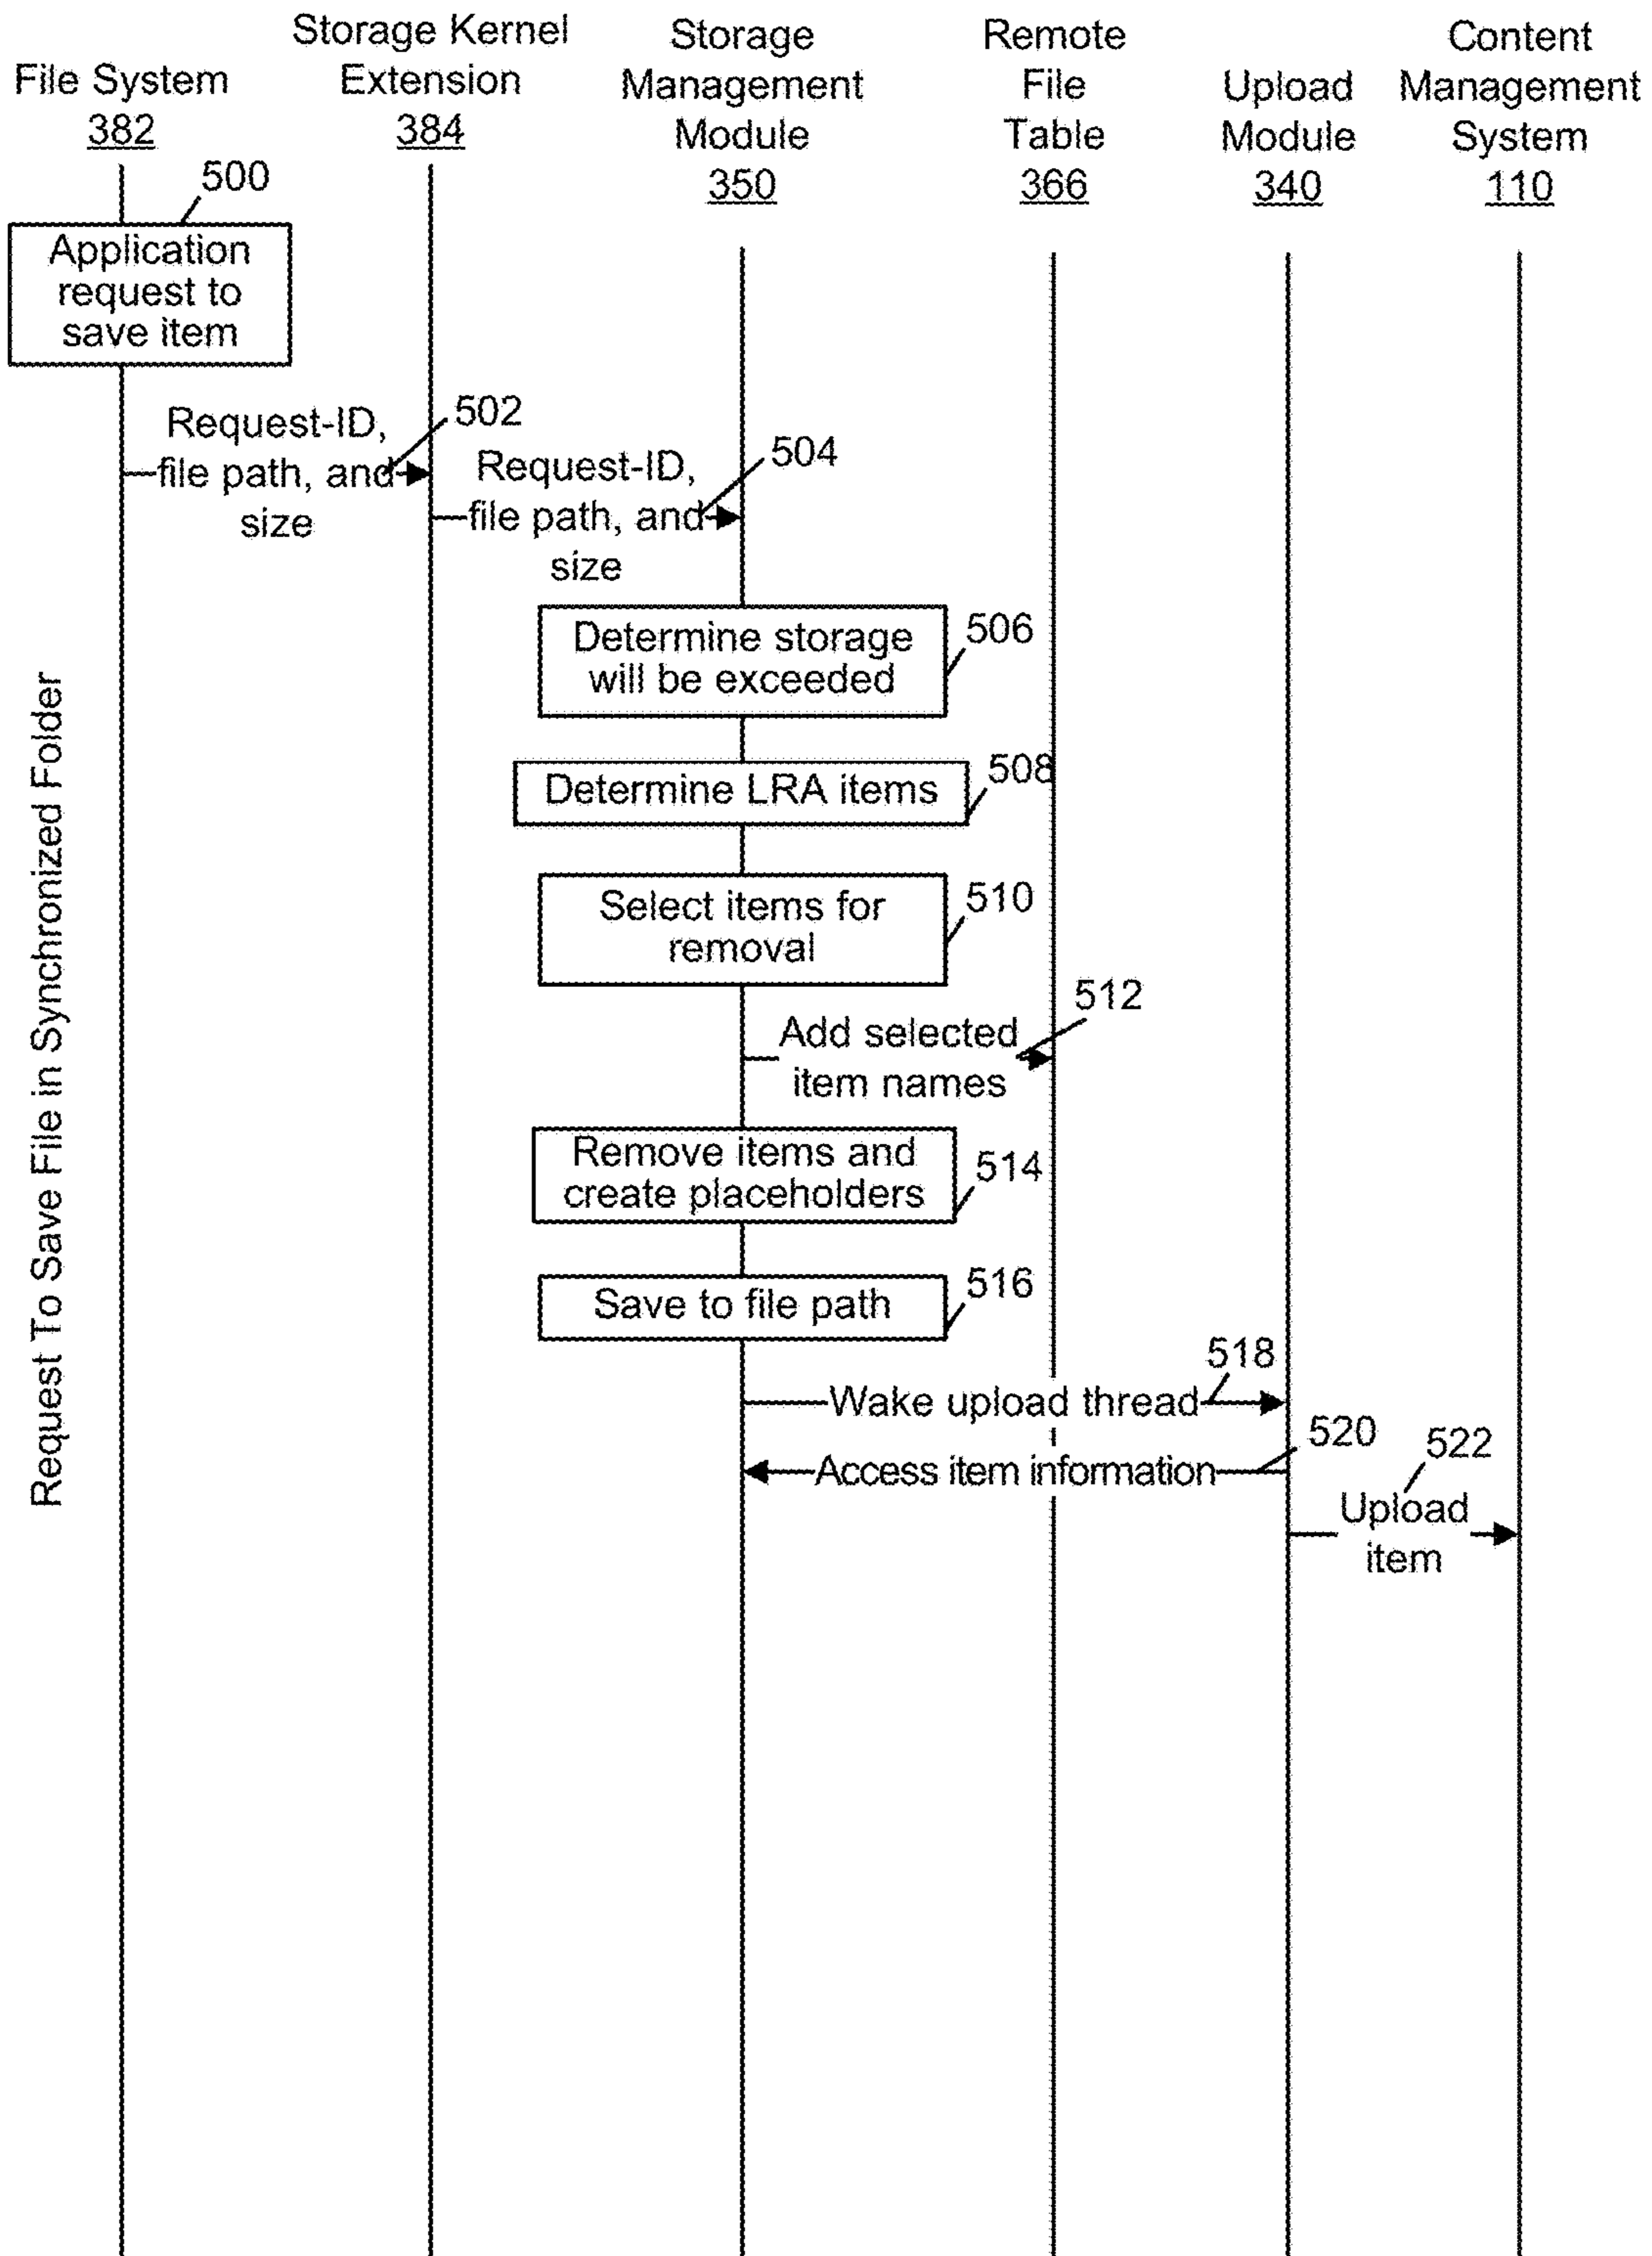 File System
382
Storage Kernel
Extension
384
Storage
Management
Module
350
Remote
File
Table
366
Upload
Module
340
Content
Management
System
110
500
Application
request to
save item
Request-ID,
file path, and
size
502
Request-ID,
file path, and
size
504
Determine storage
will be exceeded
506
Determine LRA items
508
Select items for
removal
510
Add selected
item names
512
Remove items and
create placeholders
514
Save to file path
516
Wake upload thread
518
Access item information
520
Upload
item
522
Request To Save File in Synchronized Folder